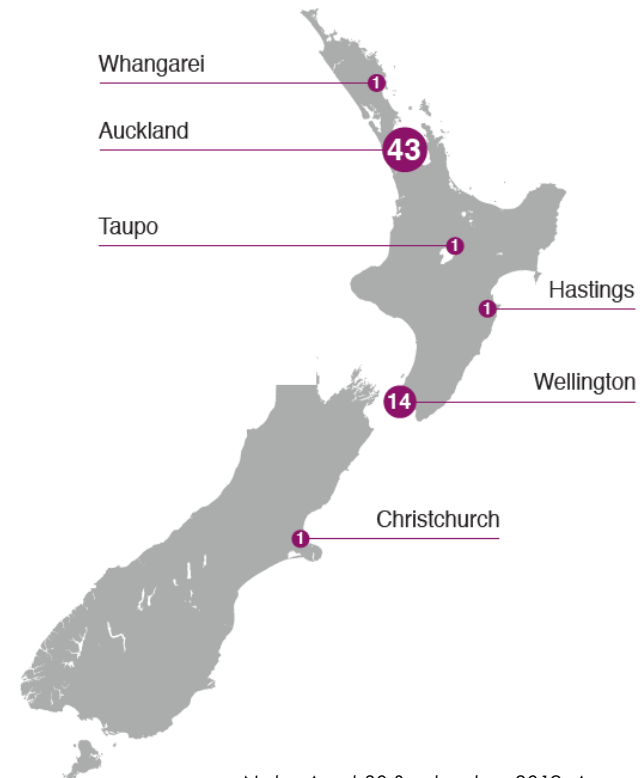 Whangarei
1
Auckland
43
Taupo
1
Hastings
1
Wellington
14
Christchurch
1